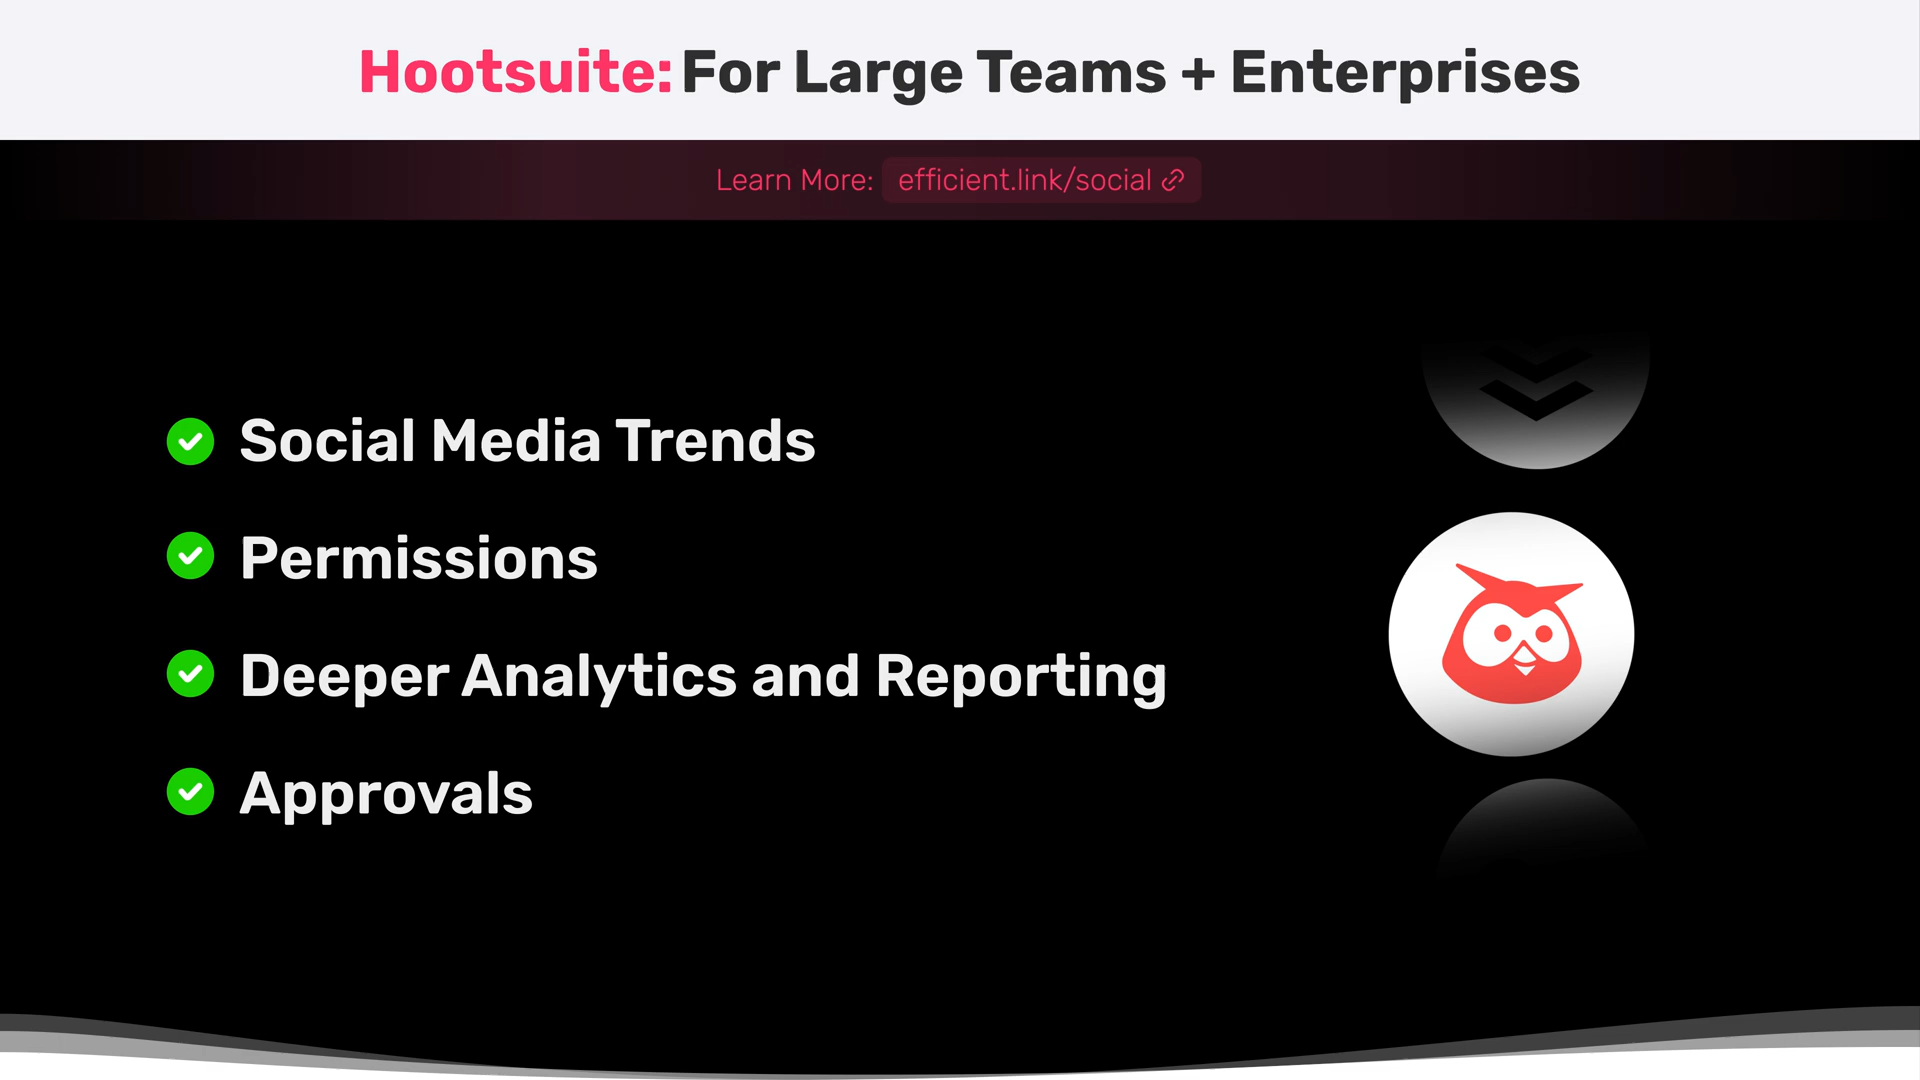 Hootsuite: For Large Teams + Enterprises
Learn More: efficient.link/social
Social Media Trends
Permissions
Deeper Analytics and Reporting
Approvals